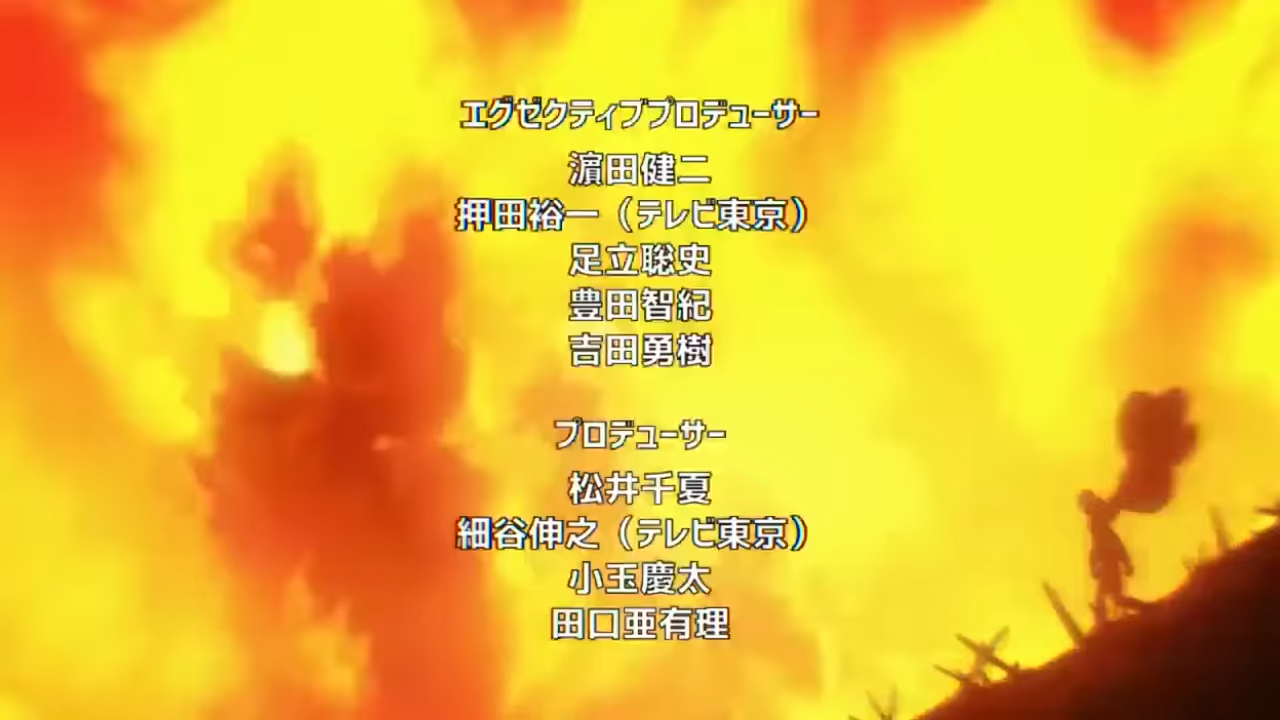 エグゼクティブプロデューサー
濵田健二
押田裕一（テレビ東京）
足立聡史
豊田智紀
吉田勇樹
プロデューサー
松井千夏
細谷伸之（テレビ東京）
小玉慶太
田口亜有理